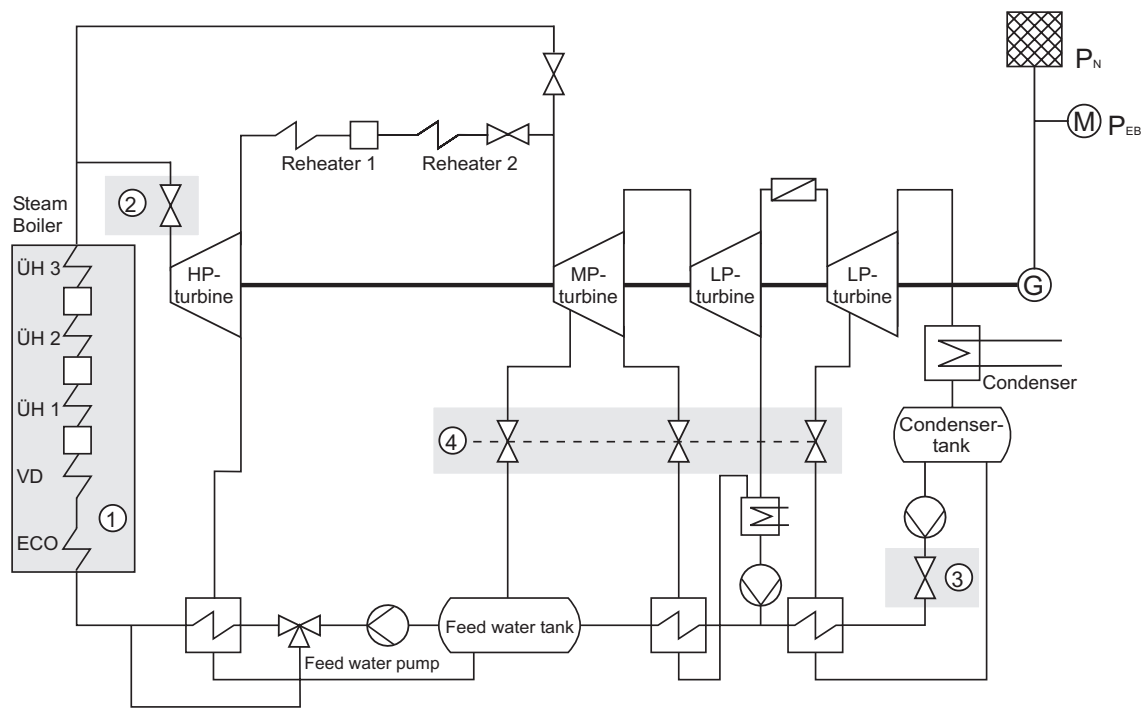 P_N
M
P_EB
Reheater 1
Reheater 2
2
Steam
Boiler
ÜH 3
HP-
turbine
MP-
turbine
LP-
turbine
LP-
turbine
G
ÜH 2
Condenser
ÜH 1
4
Condenser-
tank
VD
1
ECO
3
Feed water tank
Feed water pump